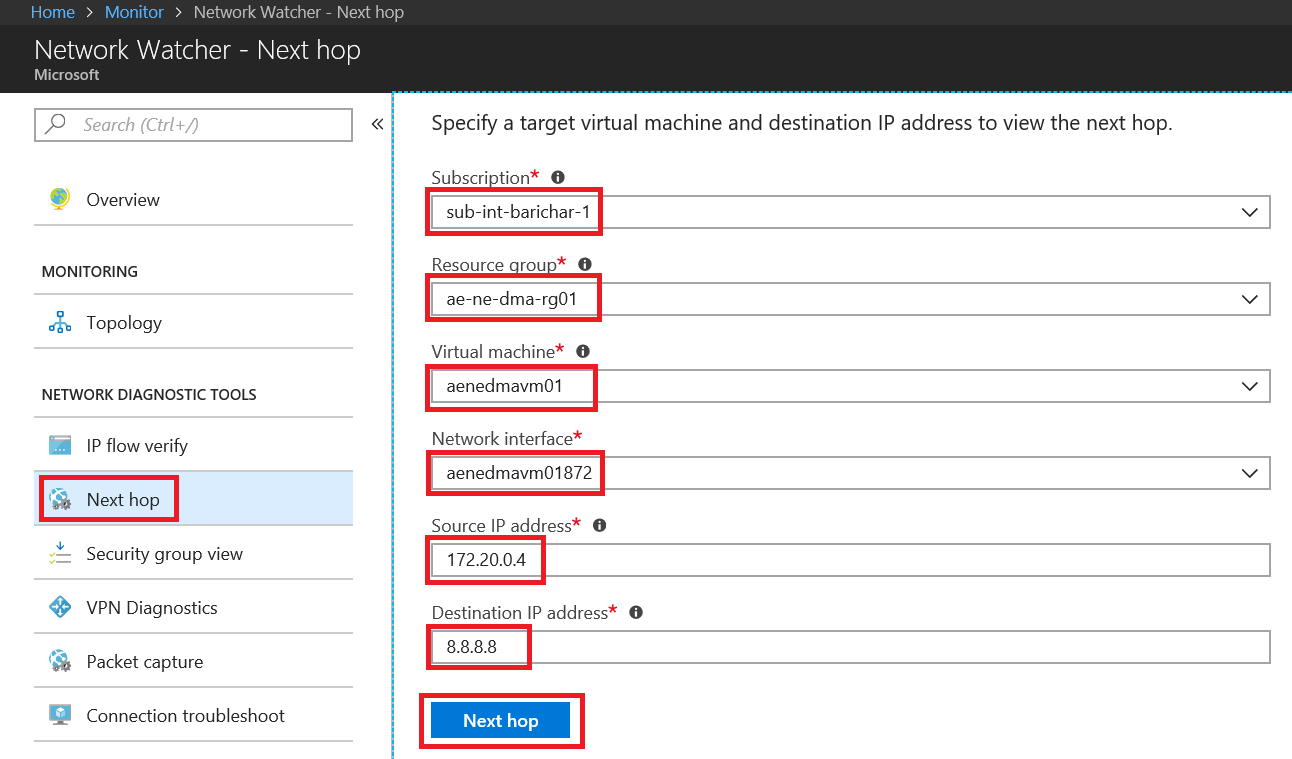 Home > Monitor > Network Watcher - Next hop
Network Watcher - Next hop
Microsoft
Search (Ctrl+/)
«
Overview
MONITORING
Topology
NETWORK DIAGNOSTIC TOOLS
IP flow verify
Next hop
Security group view
VPN Diagnostics
Packet capture
Connection troubleshoot
Specify a target virtual machine and destination IP address to view the next hop.
Subscription*
sub-int-barichar-1
Resource group*
ae-ne-dma-rg01
Virtual machine*
aenedmavm01
Network interface*
aenedmavm01872
Source IP address*
172.20.0.4
Destination IP address*
8.8.8.8
Next hop